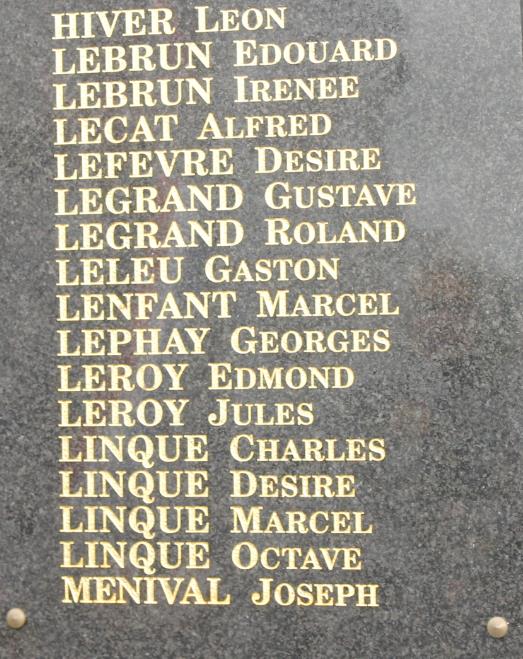 HIVER LEON
LEBRUN EDOUARD
LEBRUN IRENEE
LECAT ALFRED
LEFEVRE DESIRE
LEGRAND GUSTAVE
LEGRAND ROLAND
LELEU GASTON
LENFANT MARCEL
LEPHAY GEORGES
LEROY EDMOND
LEROY JULES
LINQUE CHARLES
LINQUE DESIRE
LINQUE MARCEL
LINQUE OCTAVE
MENIVAL JOSEPH